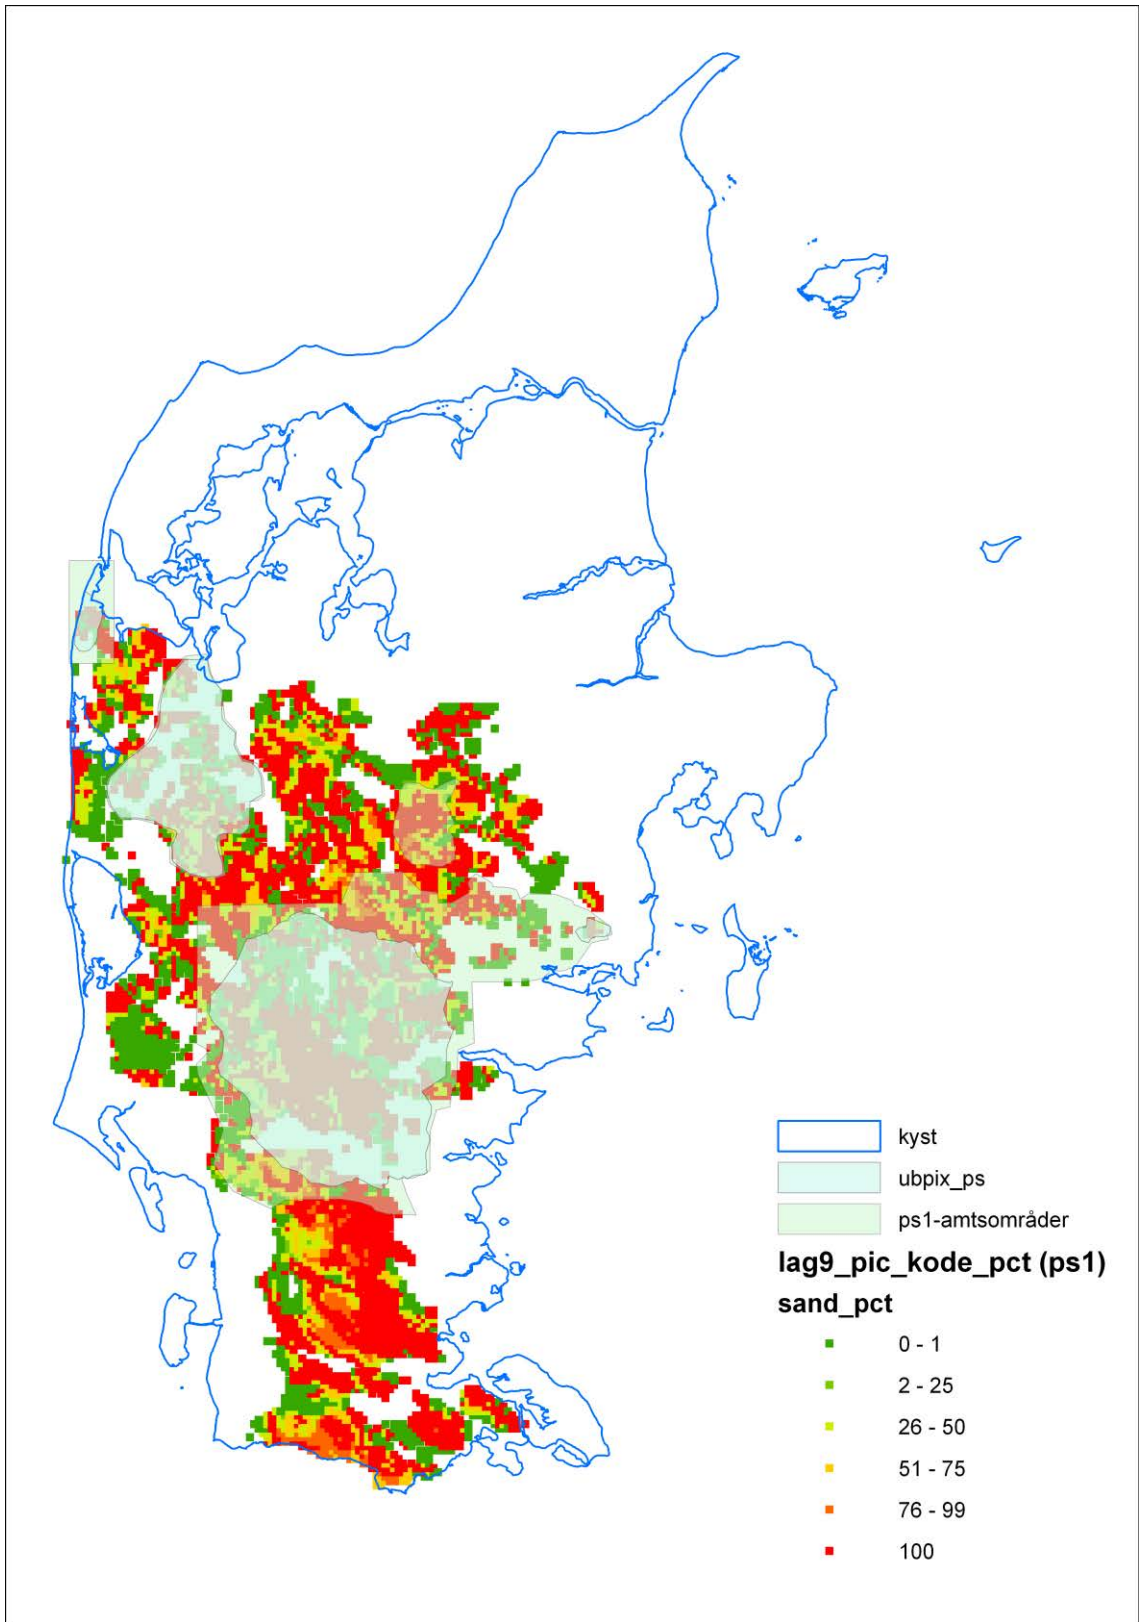 kyst
ubpix_ps
ps1-amtsområder
lag9_pic_kode_pct (ps1)
sand_pct
0 - 1
2 - 25
26 - 50
51 - 75
76 - 99
100